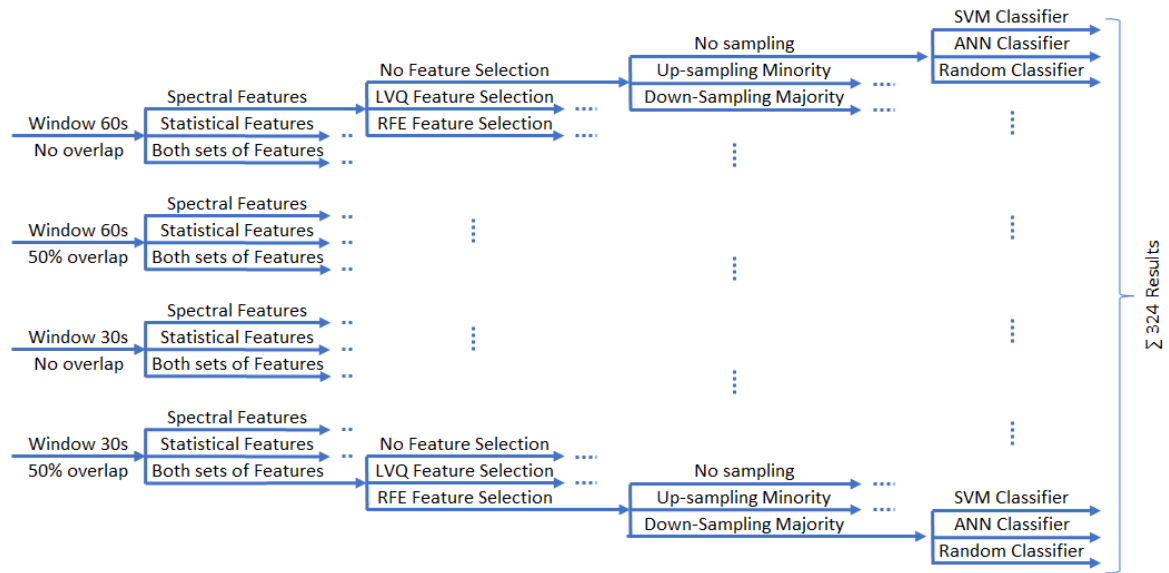 SVM Classifier
No sampling
ANN Classifier
No Feature Selection
Up-sampling Minority
Random Classifier
Spectral Features
LVQ Feature Selection
Down-Sampling Majority
Window 60s
Statistical Features
RFE Feature Selection
No overlap
Both sets of Features
Spectral Features
Window 60s
Statistical Features
50% overlap
Both sets of Features
∑ 324 Results
Spectral Features
Window 30s
Statistical Features
No overlap
Both sets of Features
Spectral Features
Window 30s
Statistical Features
No Feature Selection
50% overlap
Both sets of Features
LVQ Feature Selection
No sampling
RFE Feature Selection
Up-sampling Minority
SVM Classifier
Down-Sampling Majority
ANN Classifier
Random Classifier